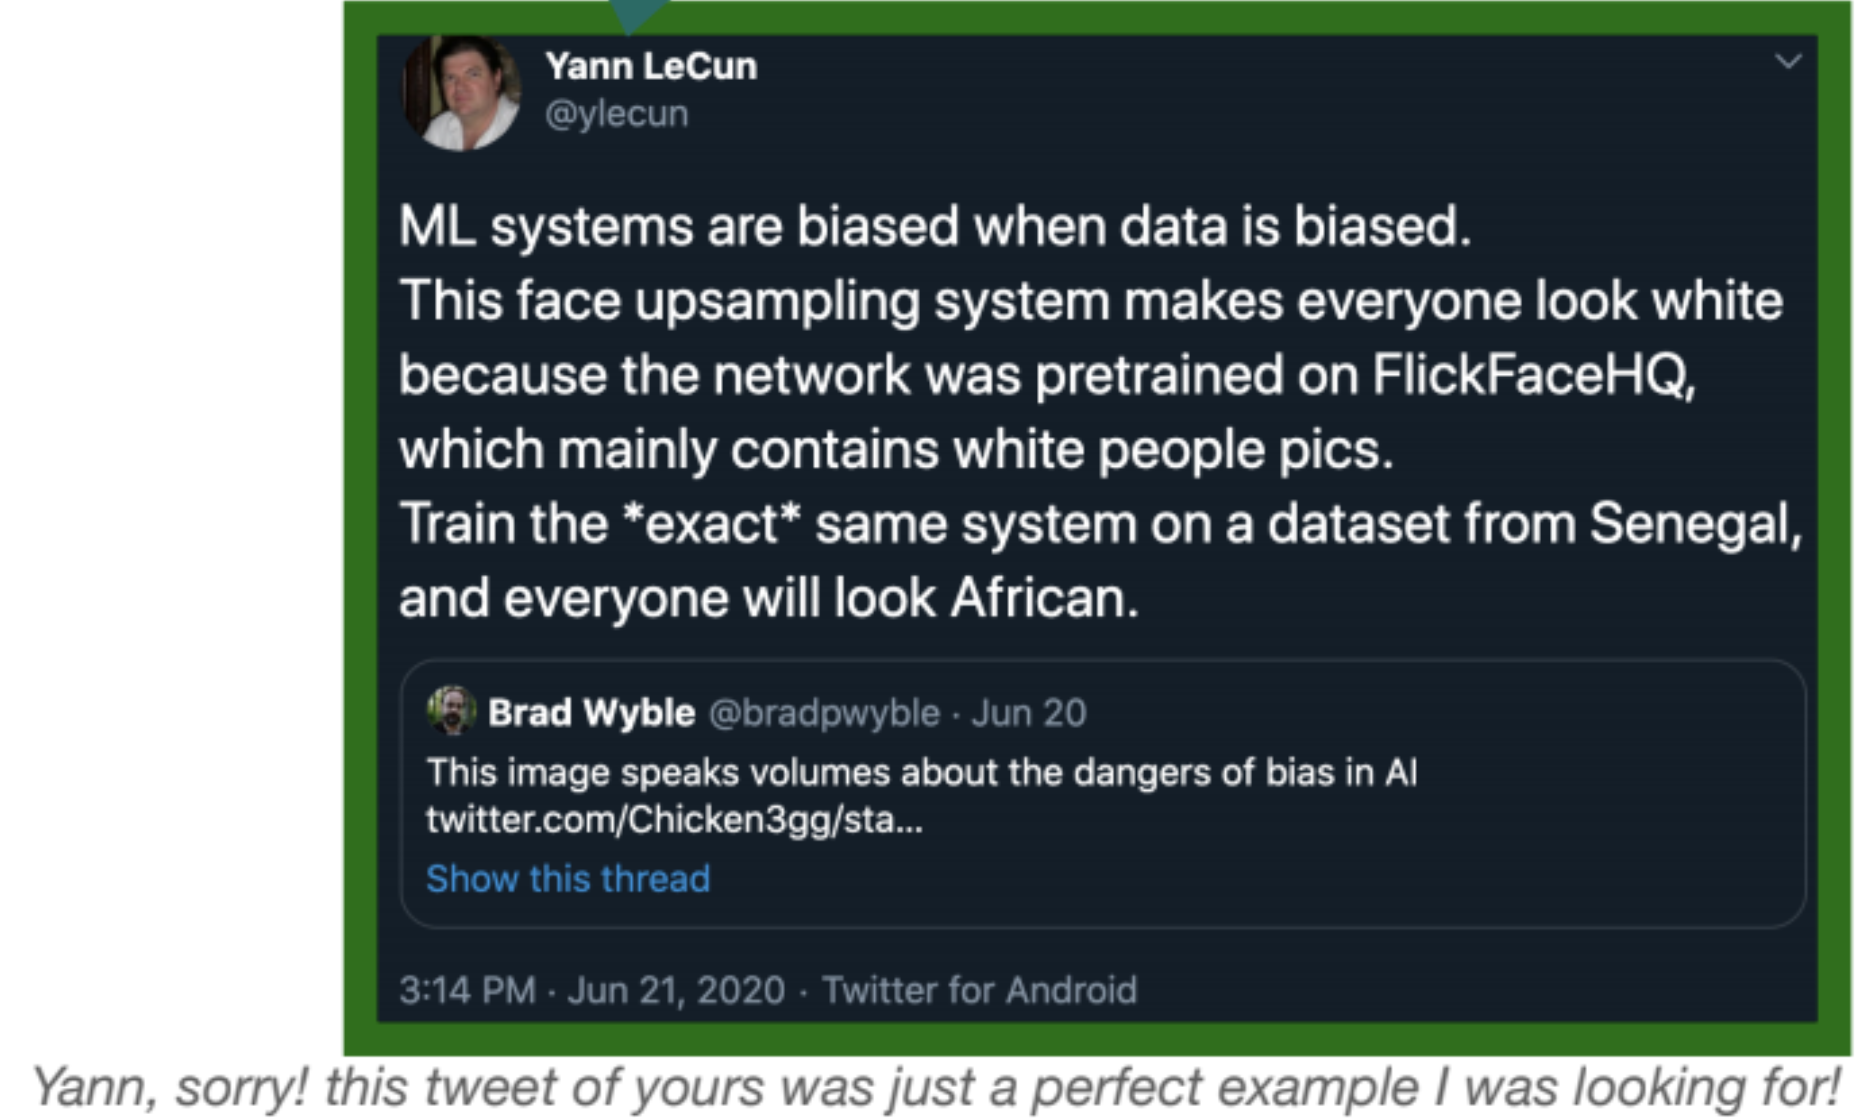 Yann LeCun
@ylecun
ML systems are biased when data is biased.
This face upsampling system makes everyone look white
because the network was pretrained on FlickFaceHQ,
which mainly contains white people pics.
Train the *exact* same system on a dataset from Senegal,
and everyone will look African.
Brad Wyble @bradpwyble · Jun 20
This image speaks volumes about the dangers of bias in AI
twitter.com/Chicken3gg/sta...
Show this thread
3:14 PM · Jun 21, 2020 · Twitter for Android
Yann, sorry! this tweet of yours was just a perfect example I was looking for!